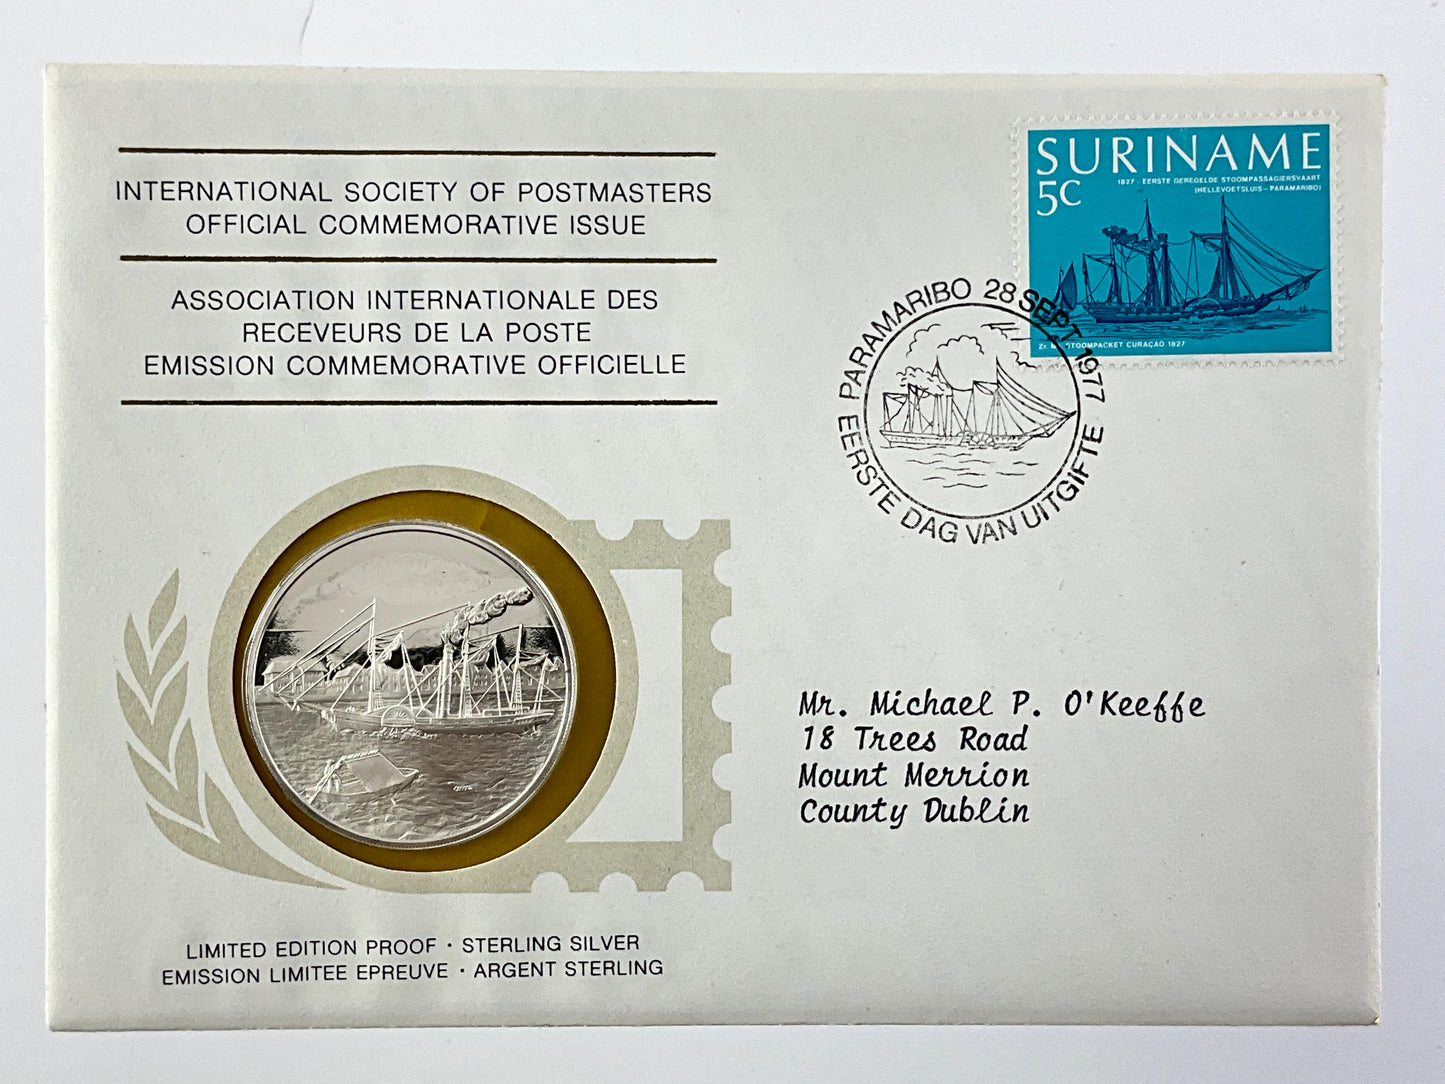 INTERNATIONAL SOCIETY OF POSTMASTERS
OFFICIAL COMMEMORATIVE ISSUE
ASSOCIATION INTERNATIONALE DES
RECEVEURS DE LA POSTE
EMISSION COMMEMORATIVE OFFICIELLE
SURINAME
5c
1827 - EERSTE GEREGELDE STOOMPASSAGIERSVAART
(HELLEVOETSLUIS - PARAMARIBO)
Zr. STOOMPACKET CURAÇAO 1827
PARAMARIBO 28 SEPT 1977
EERSTE DAG VAN UITGIFTE
Mr. Michael P. O'Keeffe
18 Trees Road
Mount Merrion
County Dublin
LIMITED EDITION PROOF · STERLING SILVER
EMISSION LIMITEE EPREUVE · ARGENT STERLING